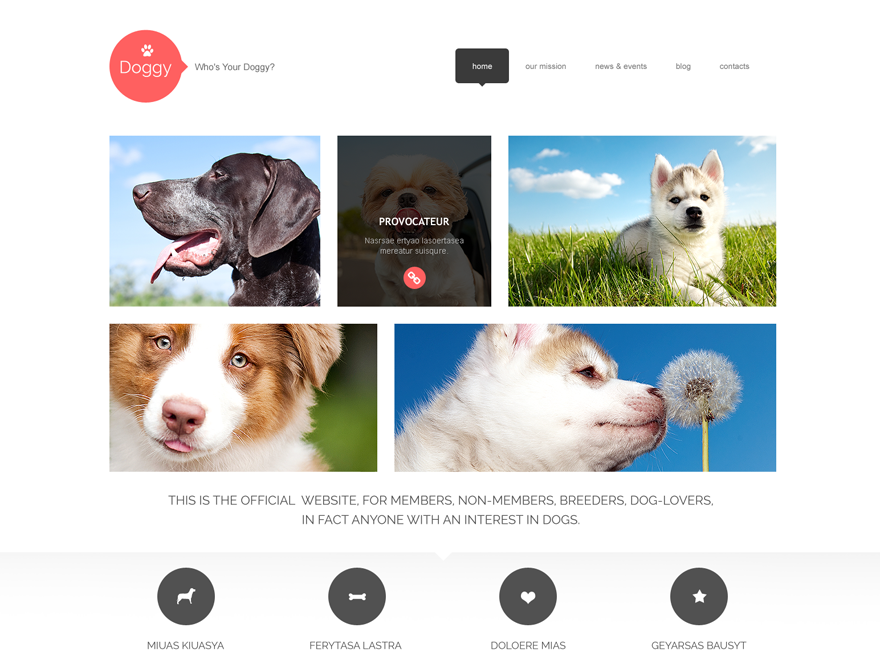 Doggy
Who's Your Doggy?
home
our mission
news & events
blog
contacts
PROVOCATEUR
Nasrsae ertyao lasoertasea
mereatur suisqure.
THIS IS THE OFFICIAL WEBSITE, FOR MEMBERS, NON-MEMBERS, BREEDERS, DOG-LOVERS,
IN FACT ANYONE WITH AN INTEREST IN DOGS.
MIUAS KIUASYA
FERYTASA LASTRA
DOLOERE MIAS
GEYARSAS BAUSYT